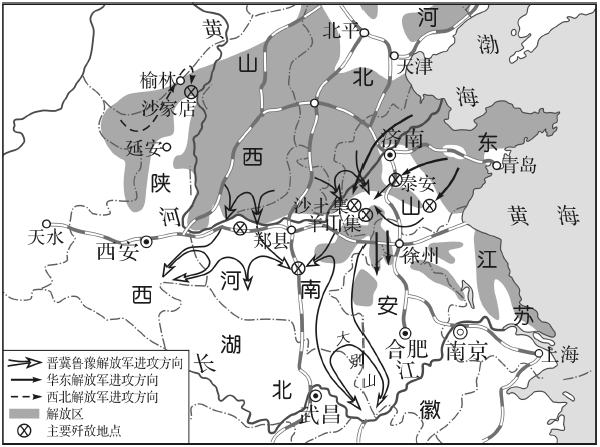 黄
河
北平
渤
山
天津
榆林
北
海
沙家店
济南
东
延安
西
青岛
陕
泰安
沙土集
山
河
黄 海
羊山集
天水
郑县
西安
徐州
江
河
西
南
安
苏
大
别
山
湖
合肥
南京
上海
长
江
北
武昌
徽
晋冀鲁豫解放军进攻方向
华东解放军进攻方向
西北解放军进攻方向
解放区
主要歼敌地点